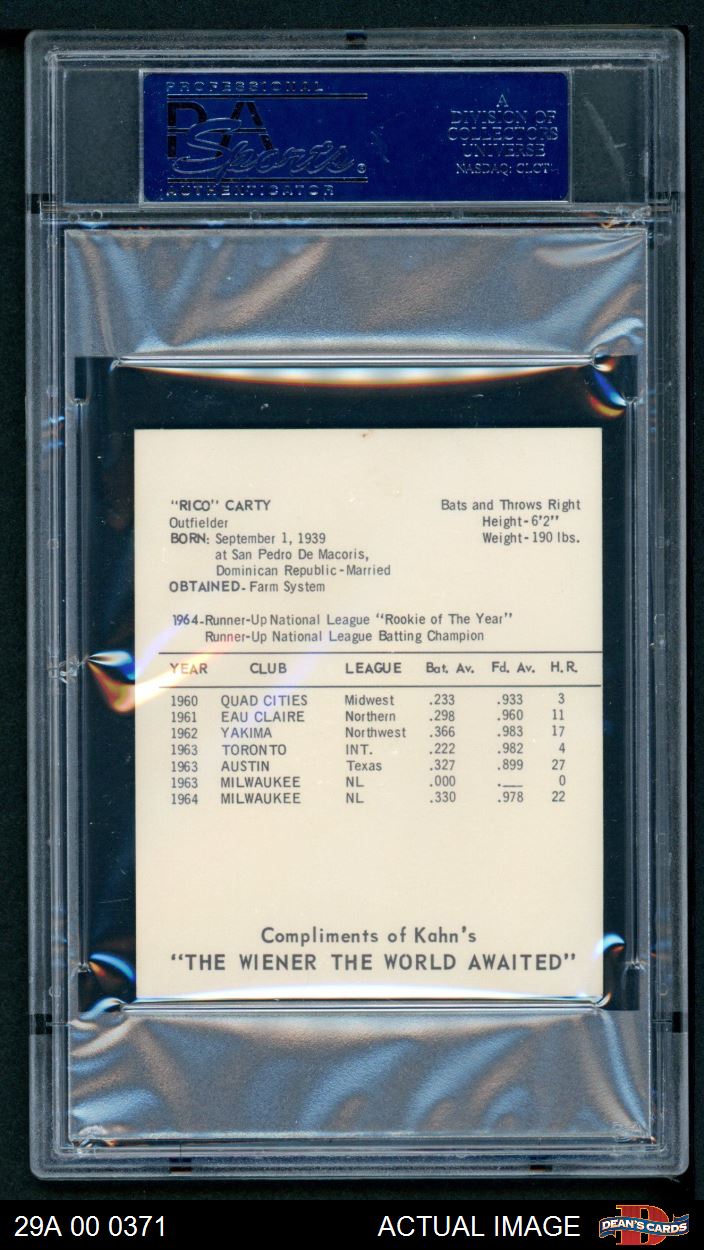 PROFESSIONAL
PSA
Sports®
AUTHENTICATOR
A
DIVISION OF
COLLECTORS
UNIVERSE
NASDAQ: CLCT
"RICO" CARTY
Outfielder
BORN: September 1, 1939
at San Pedro De Macoris,
Dominican Republic-Married
OBTAINED- Farm System
Bats and Throws Right
Height-6'2"
Weight-190 lbs.
1964-Runner-Up National League "Rookie of The Year"
Runner-Up National League Batting Champion
YEAR CLUB LEAGUE Bat. Av. Fd. Av. H.R.
1960 QUAD CITIES Midwest .233 .933 3
1961 EAU CLAIRE Northern .298 .960 11
1962 YAKIMA Northwest .366 .983 17
1963 TORONTO INT. .222 .982 4
1963 AUSTIN Texas .327 .899 27
1963 MILWAUKEE NL .000 .__ 0
1964 MILWAUKEE NL .330 .978 22
Compliments of Kahn's
"THE WIENER THE WORLD AWAITED"
29A 00 0371
ACTUAL IMAGE
DEAN'S CARDS